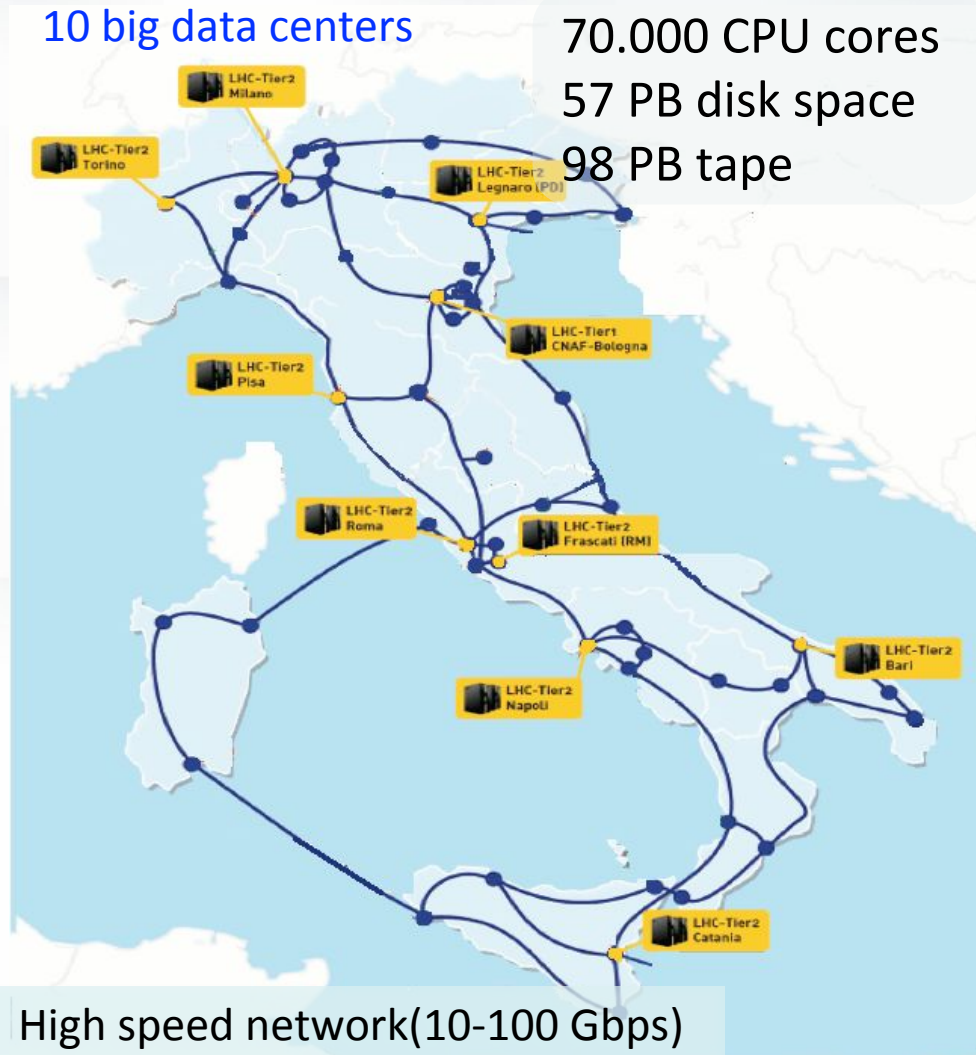 10 big data centers
70.000 CPU cores
57 PB disk space
98 PB tape
LHC-Tier2
Milano
LHC-Tier2
Torino
LHC-Tier2
Legnaro (PD)
LHC-Tier1
CNAF-Bologna
LHC-Tier2
Pisa
LHC-Tier2
Roma
LHC-Tier2
Frascati (RM)
LHC-Tier2
Bari
LHC-Tier2
Napoli
LHC-Tier2
Catania
High speed network(10-100 Gbps)